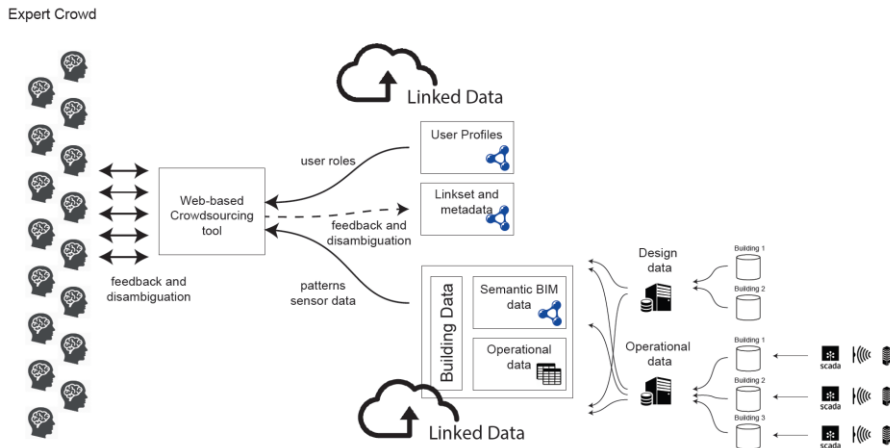 Expert Crowd
Linked Data
User Profiles
user roles
Web-based
Crowdsourcing
tool
Linkset and
metadata
feedback and
disambiguation
feedback and
disambiguation
patterns
sensor data
Building Data
Semantic BIM
data
Operational
data
Linked Data
Design
data
Building 1
Building 2
Operational
data
Building 1
Building 2
Building 3
scada
scada
scada